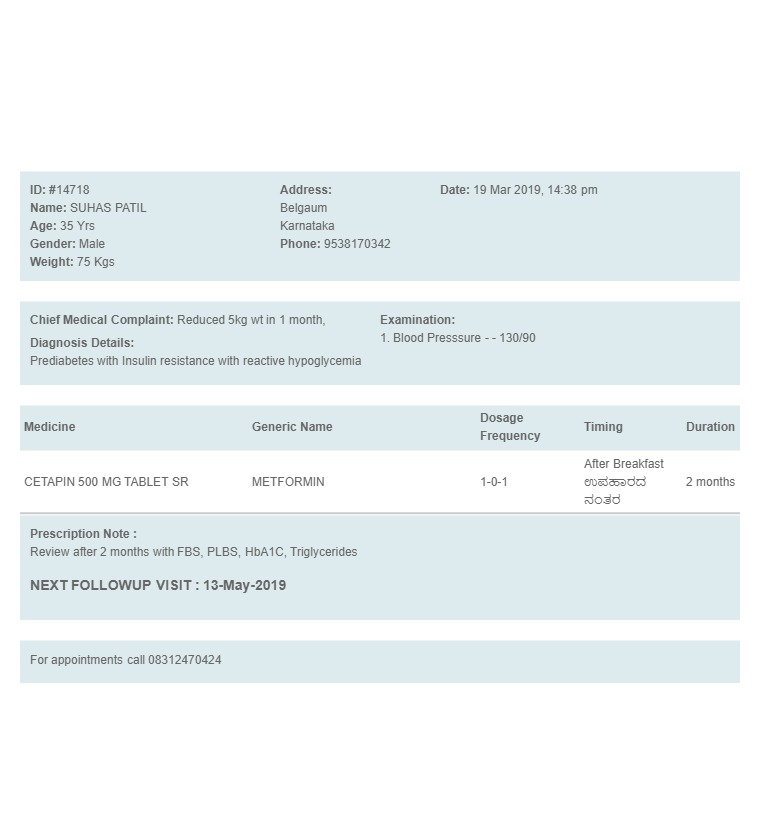 ID: #14718
Name: SUHAS PATIL
Age: 35 Yrs
Gender: Male
Weight: 75 Kgs
Address:
Belgaum
Karnataka
Phone: 9538170342
Date: 19 Mar 2019, 14:38 pm
Chief Medical Complaint: Reduced 5kg wt in 1 month,
Diagnosis Details:
Prediabetes with Insulin resistance with reactive hypoglycemia
Examination:
1. Blood Presssure - - 130/90
Medicine Generic Name Dosage Frequency Timing Duration
CETAPIN 500 MG TABLET SR METFORMIN 1-0-1 After Breakfast ಉಪಹಾರದ ನಂತರ 2 months
Prescription Note :
Review after 2 months with FBS, PLBS, HbA1C, Triglycerides
NEXT FOLLOWUP VISIT : 13-May-2019
For appointments call 08312470424